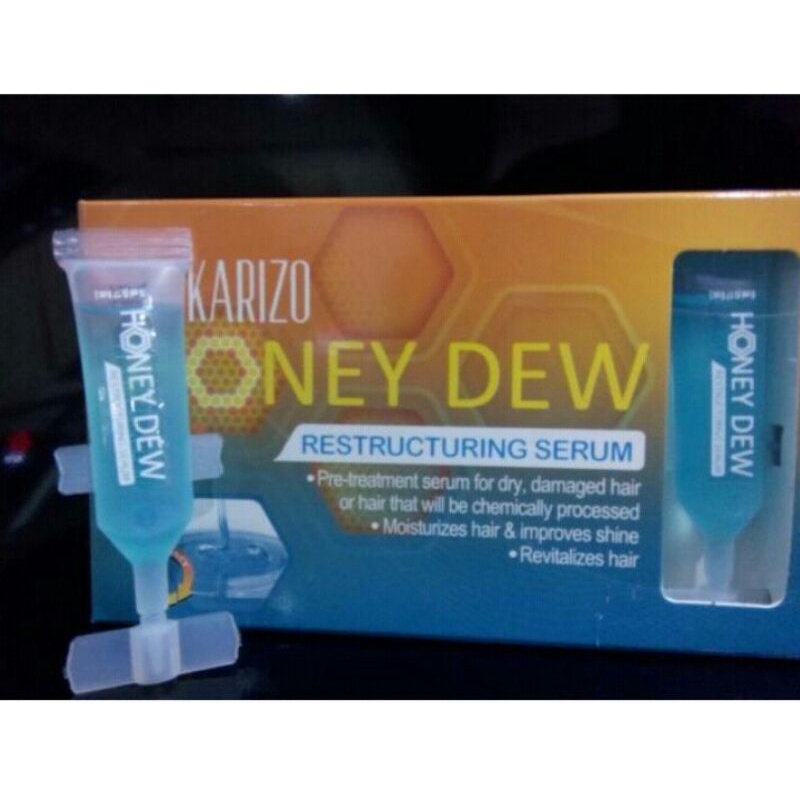 KARIZO
HONEY DEW
RESTRUCTURING SERUM
• Pre-treatment serum for dry, damaged hair
or hair that will be chemically processed
• Moisturizes hair & improves shine
• Revitalizes hair
HONEY DEW
HONEY DEW